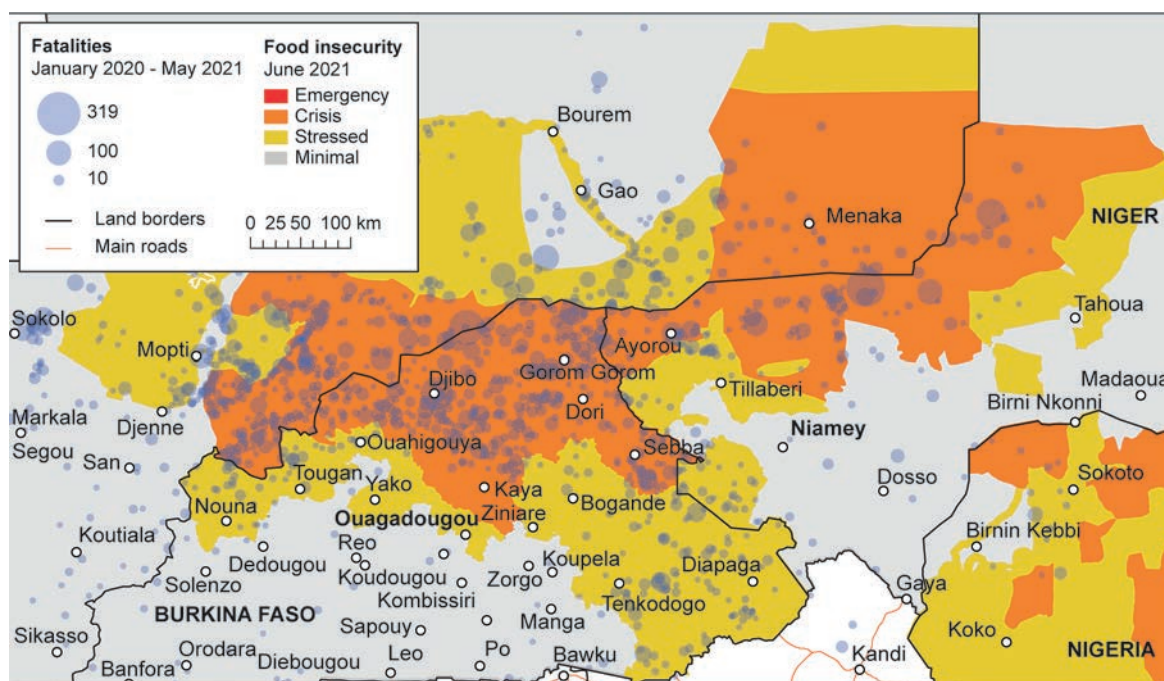 Fatalities
January 2020 - May 2021
319
100
10
Land borders
Main roads
Food insecurity
June 2021
Emergency
Crisis
Stressed
Minimal
0 25 50 100 km
Bourem
Gao
Menaka
NIGER
Tahoua
Sokolo
Mopti
Ayorou
Gorom Gorom
Djibo
Tillaberi
Madaoua
Dori
Birni Nkonni
Markala
Djenne
Segou
Ouahigouya
Niamey
San
Sebba
Tougan
Dosso
Sokoto
Nouna
Yako
Kaya
Bogande
Ouagadougou
Ziniare
Birnin Kebbi
Koutiala
Reo
Dedougou
Koupela
Solenzo
Koudougou
Zorgo
Diapaga
Kombissiri
Tenkodogo
Gaya
BURKINA FASO
Manga
Sapouy
Koko
Sikasso
Orodara
Diebougou
Leo
Po
Kandi
NIGERIA
Banfora
Bawku